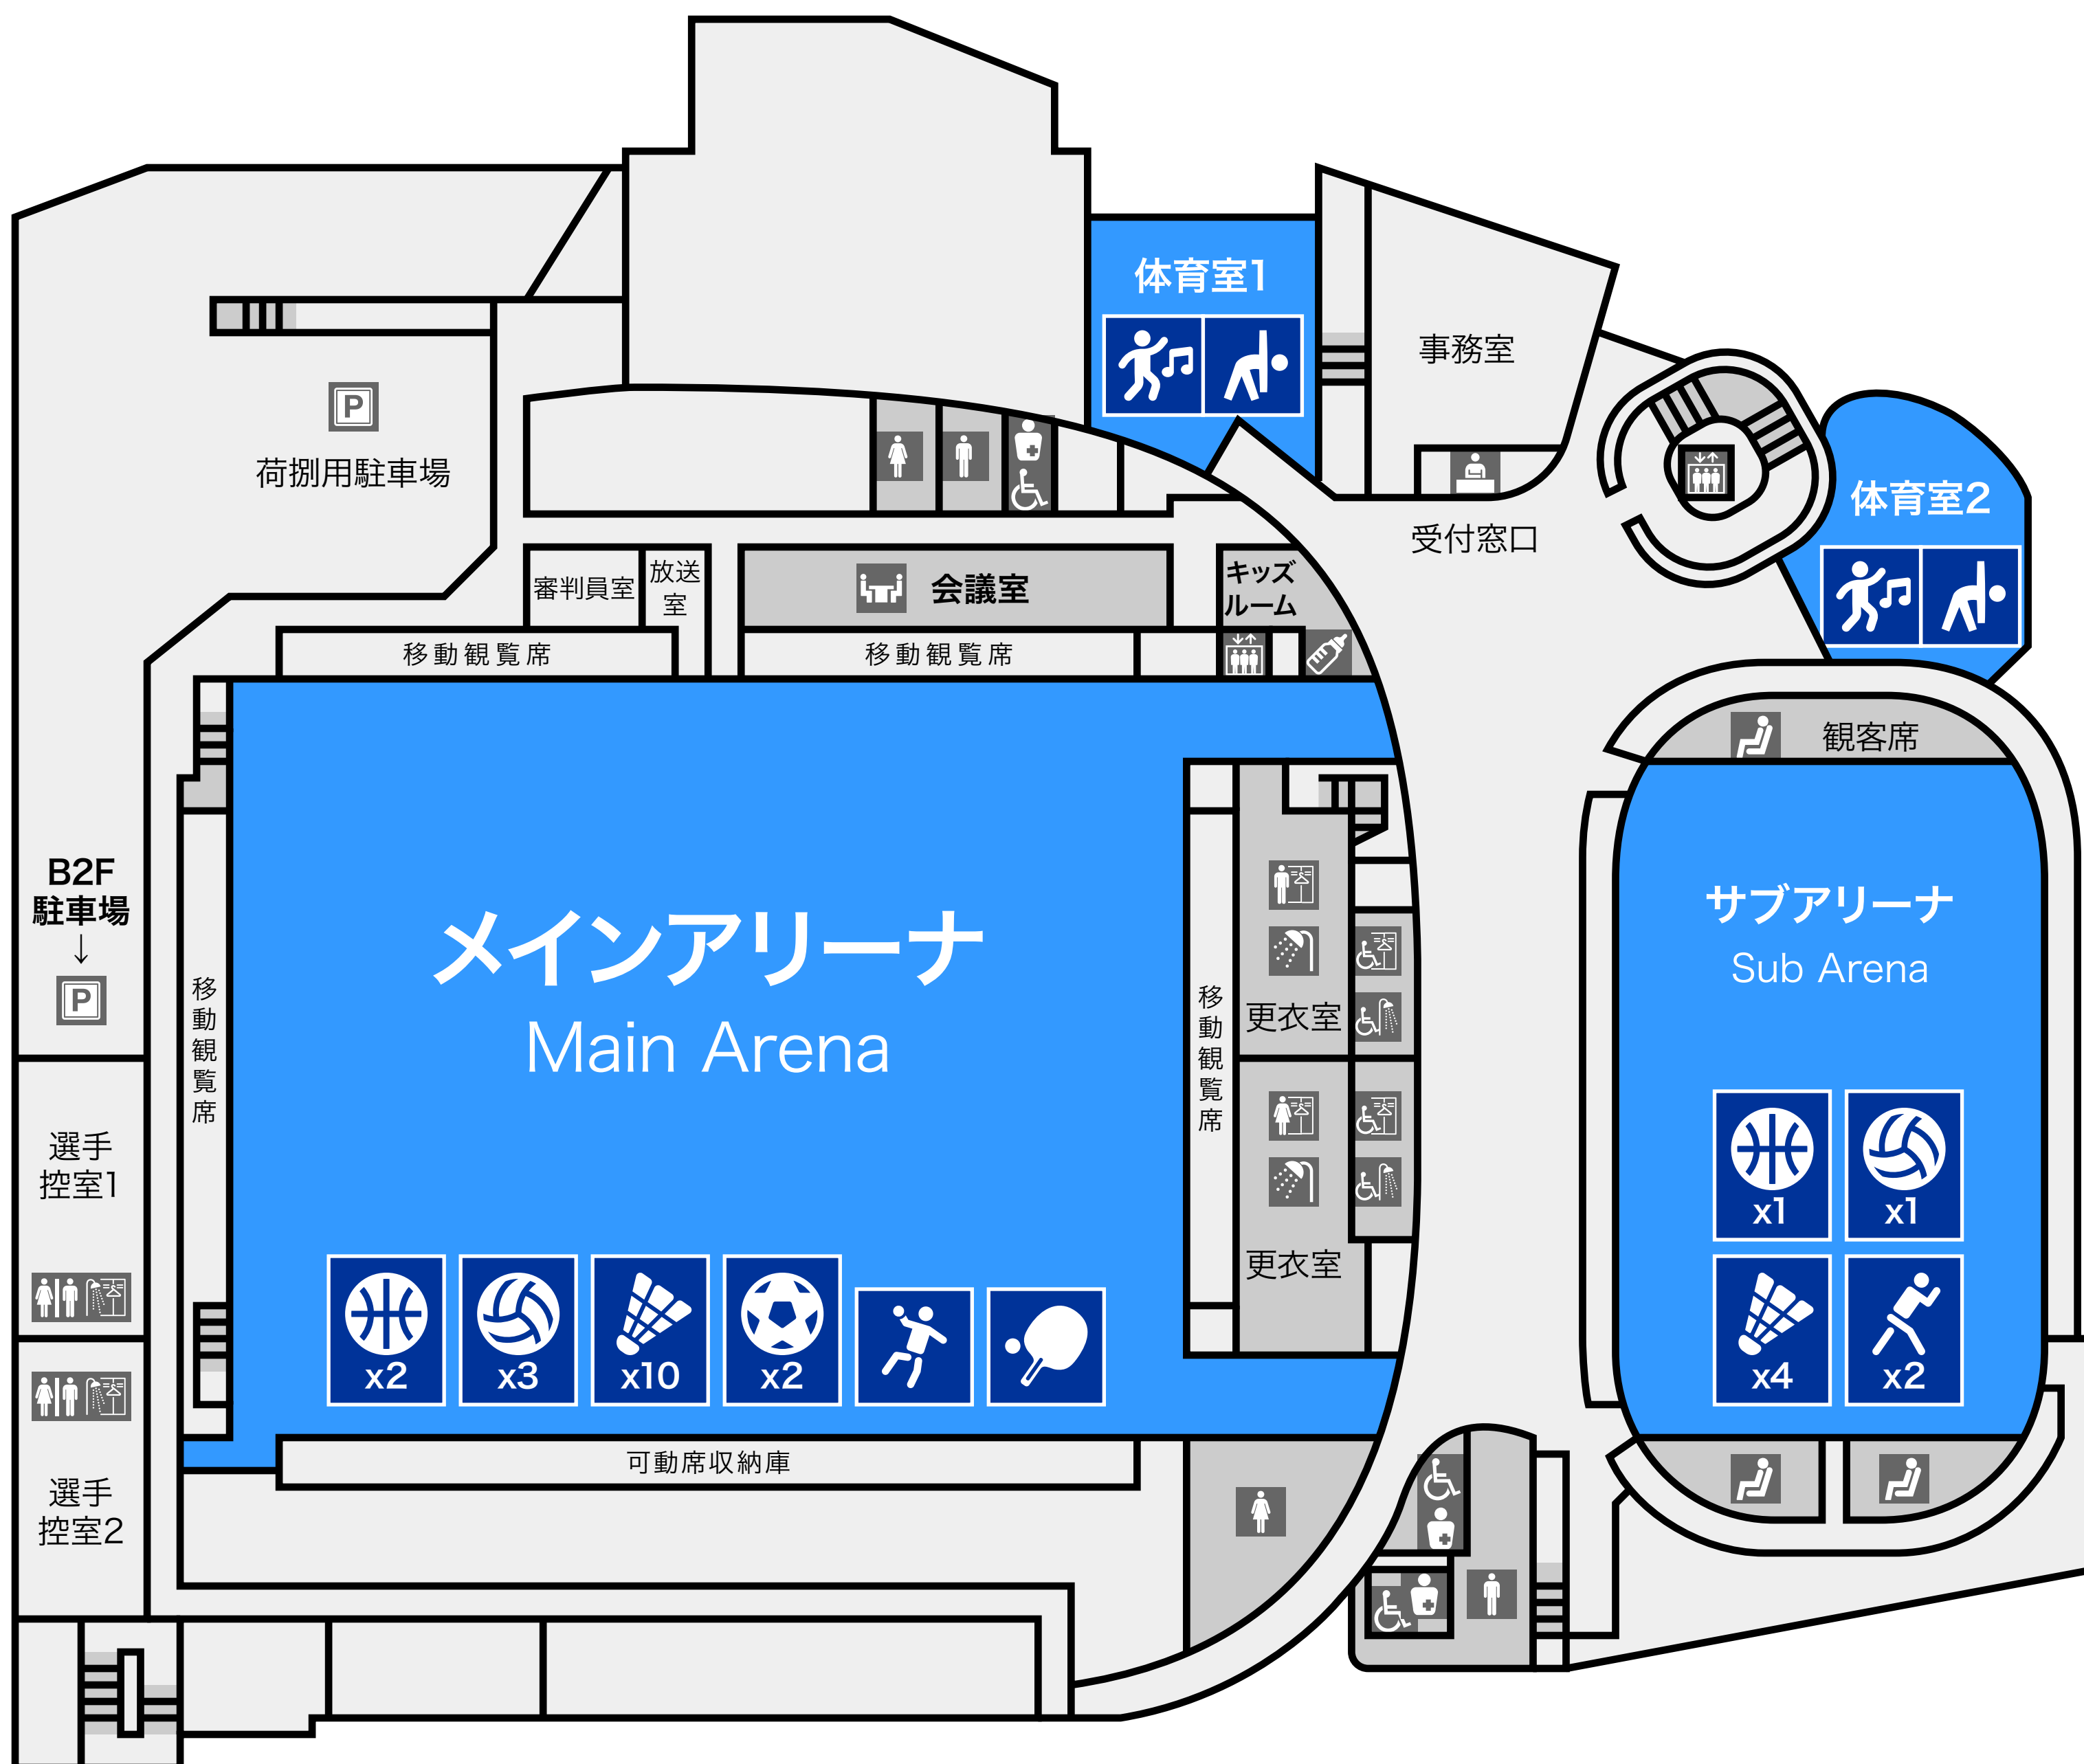 体育室1
事務室
P
荷捌用駐車場
体育室2
受付窓口
審判員室
放送
室
会議室
キッズ
ルーム
移動観覧席
移動観覧席
観客席
B2F
駐車場
↓
P
メインアリーナ
Main Arena
サブアリーナ
Sub Arena
移動観覧席
移動観覧席
更衣室
選手
控室1
x1
x1
更衣室
x2
x3
x10
x2
x4
x2
可動席収納庫
選手
控室2